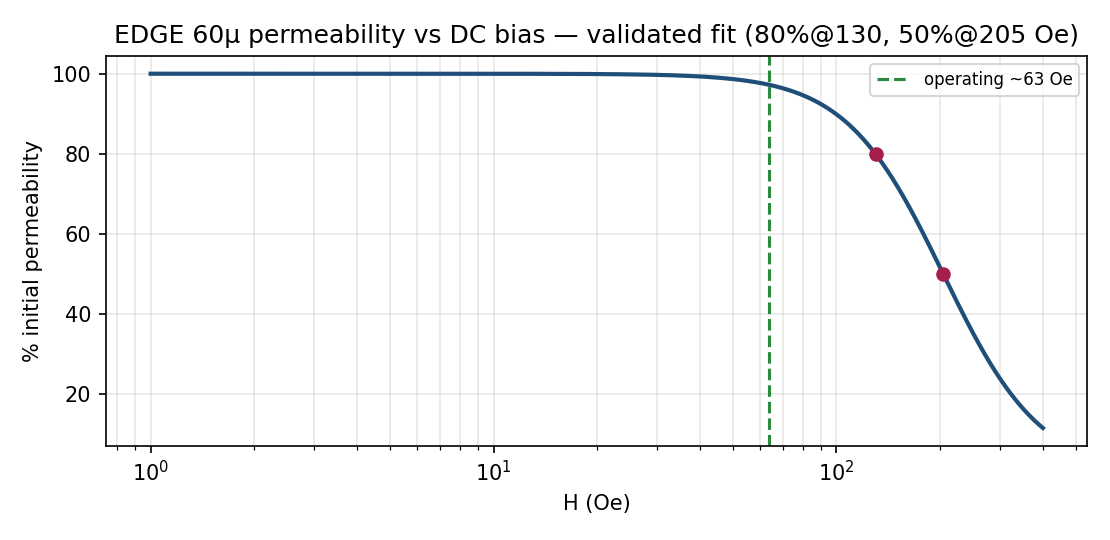 EDGE 60µ permeability vs DC bias — validated fit (80%@130, 50%@205 Oe)
operating ~63 Oe
% initial permeability
100
80
60
40
20
10⁰
10¹
10²
H (Oe)